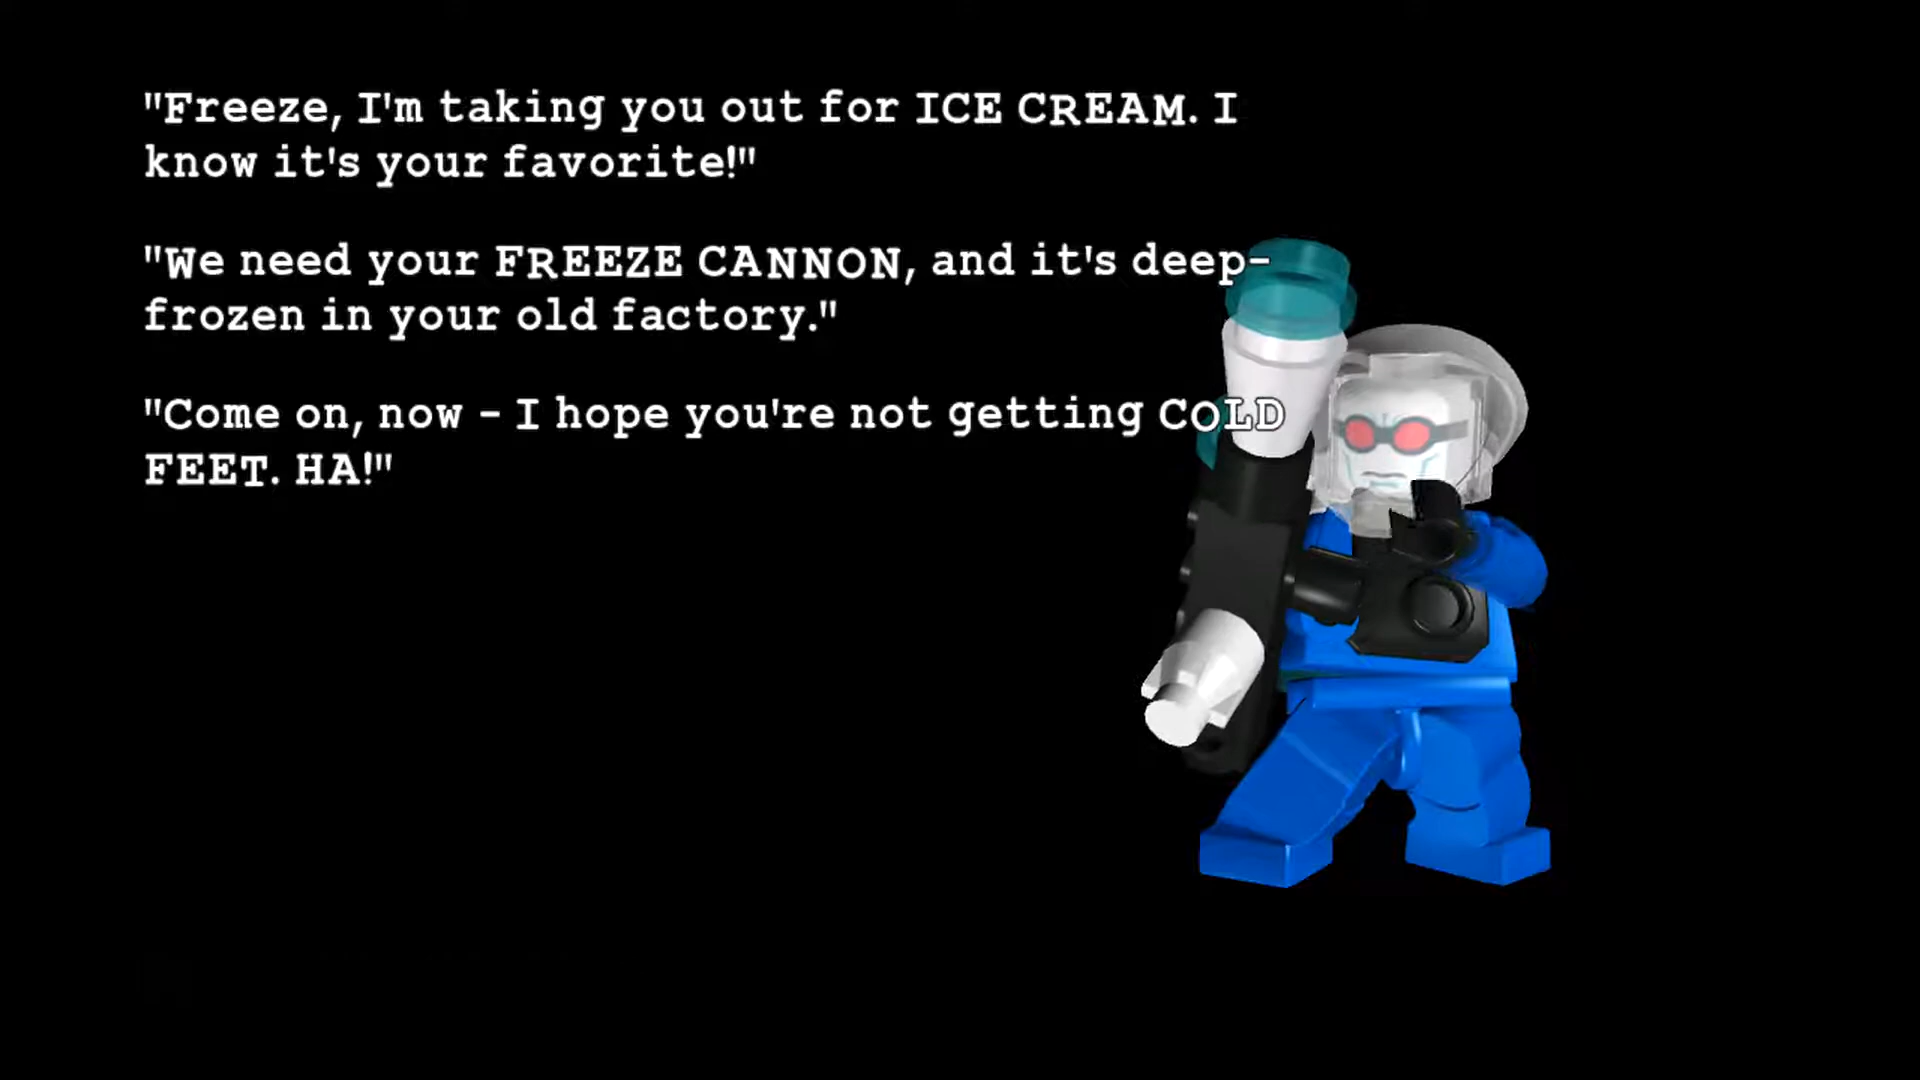 "Freeze, I'm taking you out for ICE CREAM. I
know it's your favorite!"
"We need your FREEZE CANNON, and it's deep-
frozen in your old factory."
"Come on, now - I hope you're not getting COLD
FEET. HA!"